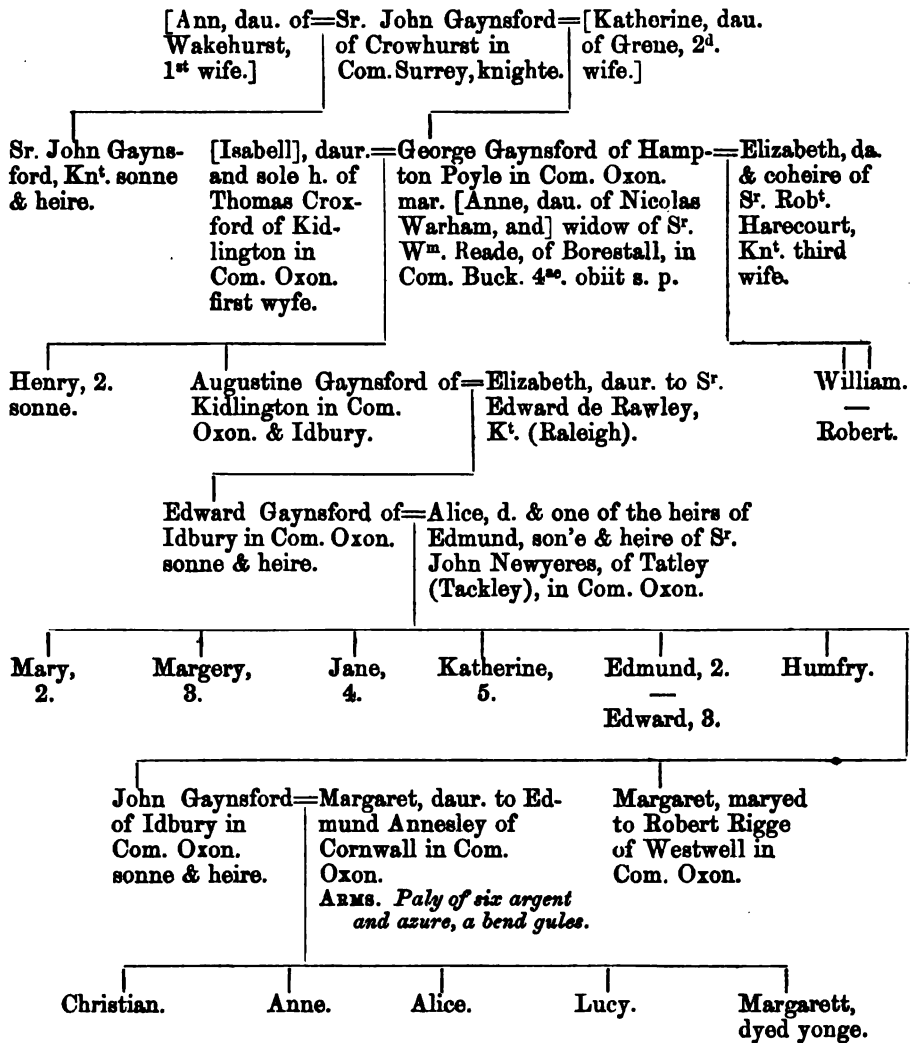 [Ann, dau. of=Sr. John Gaynsford=[Katherine, dau.
Wakehurst, of Crowhurst in of Grene, 2d.
1st wife.] Com. Surrey, knighte. wife.]
Sr. John Gayns- [Isabell], daur.=George Gaynsford of Hamp-=Elizabeth, da.
ford, Knt. sonne and sole h. of ton Poyle in Com. Oxon. & coheire of
& heire. Thomas Crox- mar. [Anne, dau. of Nicolas Sr. Robt.
ford of Kid- Warham, and] widow of Sr. Harecourt,
lington in Wm. Reade, of Borestall, in Knt. third
Com. Oxon. Com. Buck. 4ae. obiit s. p. wife.
first wyfe.
Henry, 2. Augustine Gaynsford of=Elizabeth, daur. to Sr. William.
sonne. Kidlington in Com. Edward de Rawley, —
Oxon. & Idbury. Kt. (Raleigh). Robert.
Edward Gaynsford of=Alice, d. & one of the heirs of
Idbury in Com. Oxon. Edmund, son'e & heire of Sr.
sonne & heire. John Newyeres, of Tatley
(Tackley), in Com. Oxon.
Mary, Margery, Jane, Katherine, Edmund, 2. Humfry.
2. 3. 4. 5. —
Edward, 3.
John Gaynsford=Margaret, daur. to Ed- Margaret, maryed
of Idbury in mund Annesley of to Robert Rigge
Com. Oxon. Cornwall in Com. of Westwell in
sonne & heire. Oxon. Com. Oxon.
ARMS. Paly of six argent
and azure, a bend gules.
Christian. Anne. Alice. Lucy. Margarett,
dyed yonge.